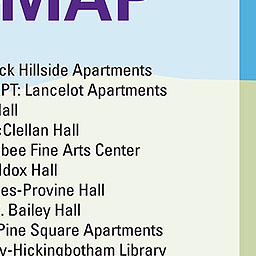 MAP
ck Hillside Apartments
PT: Lancelot Apartments
Hall
cClellan Hall
bee Fine Arts Center
ddox Hall
es-Provine Hall
. Bailey Hall
Pine Square Apartments
y-Hickingbotham Library